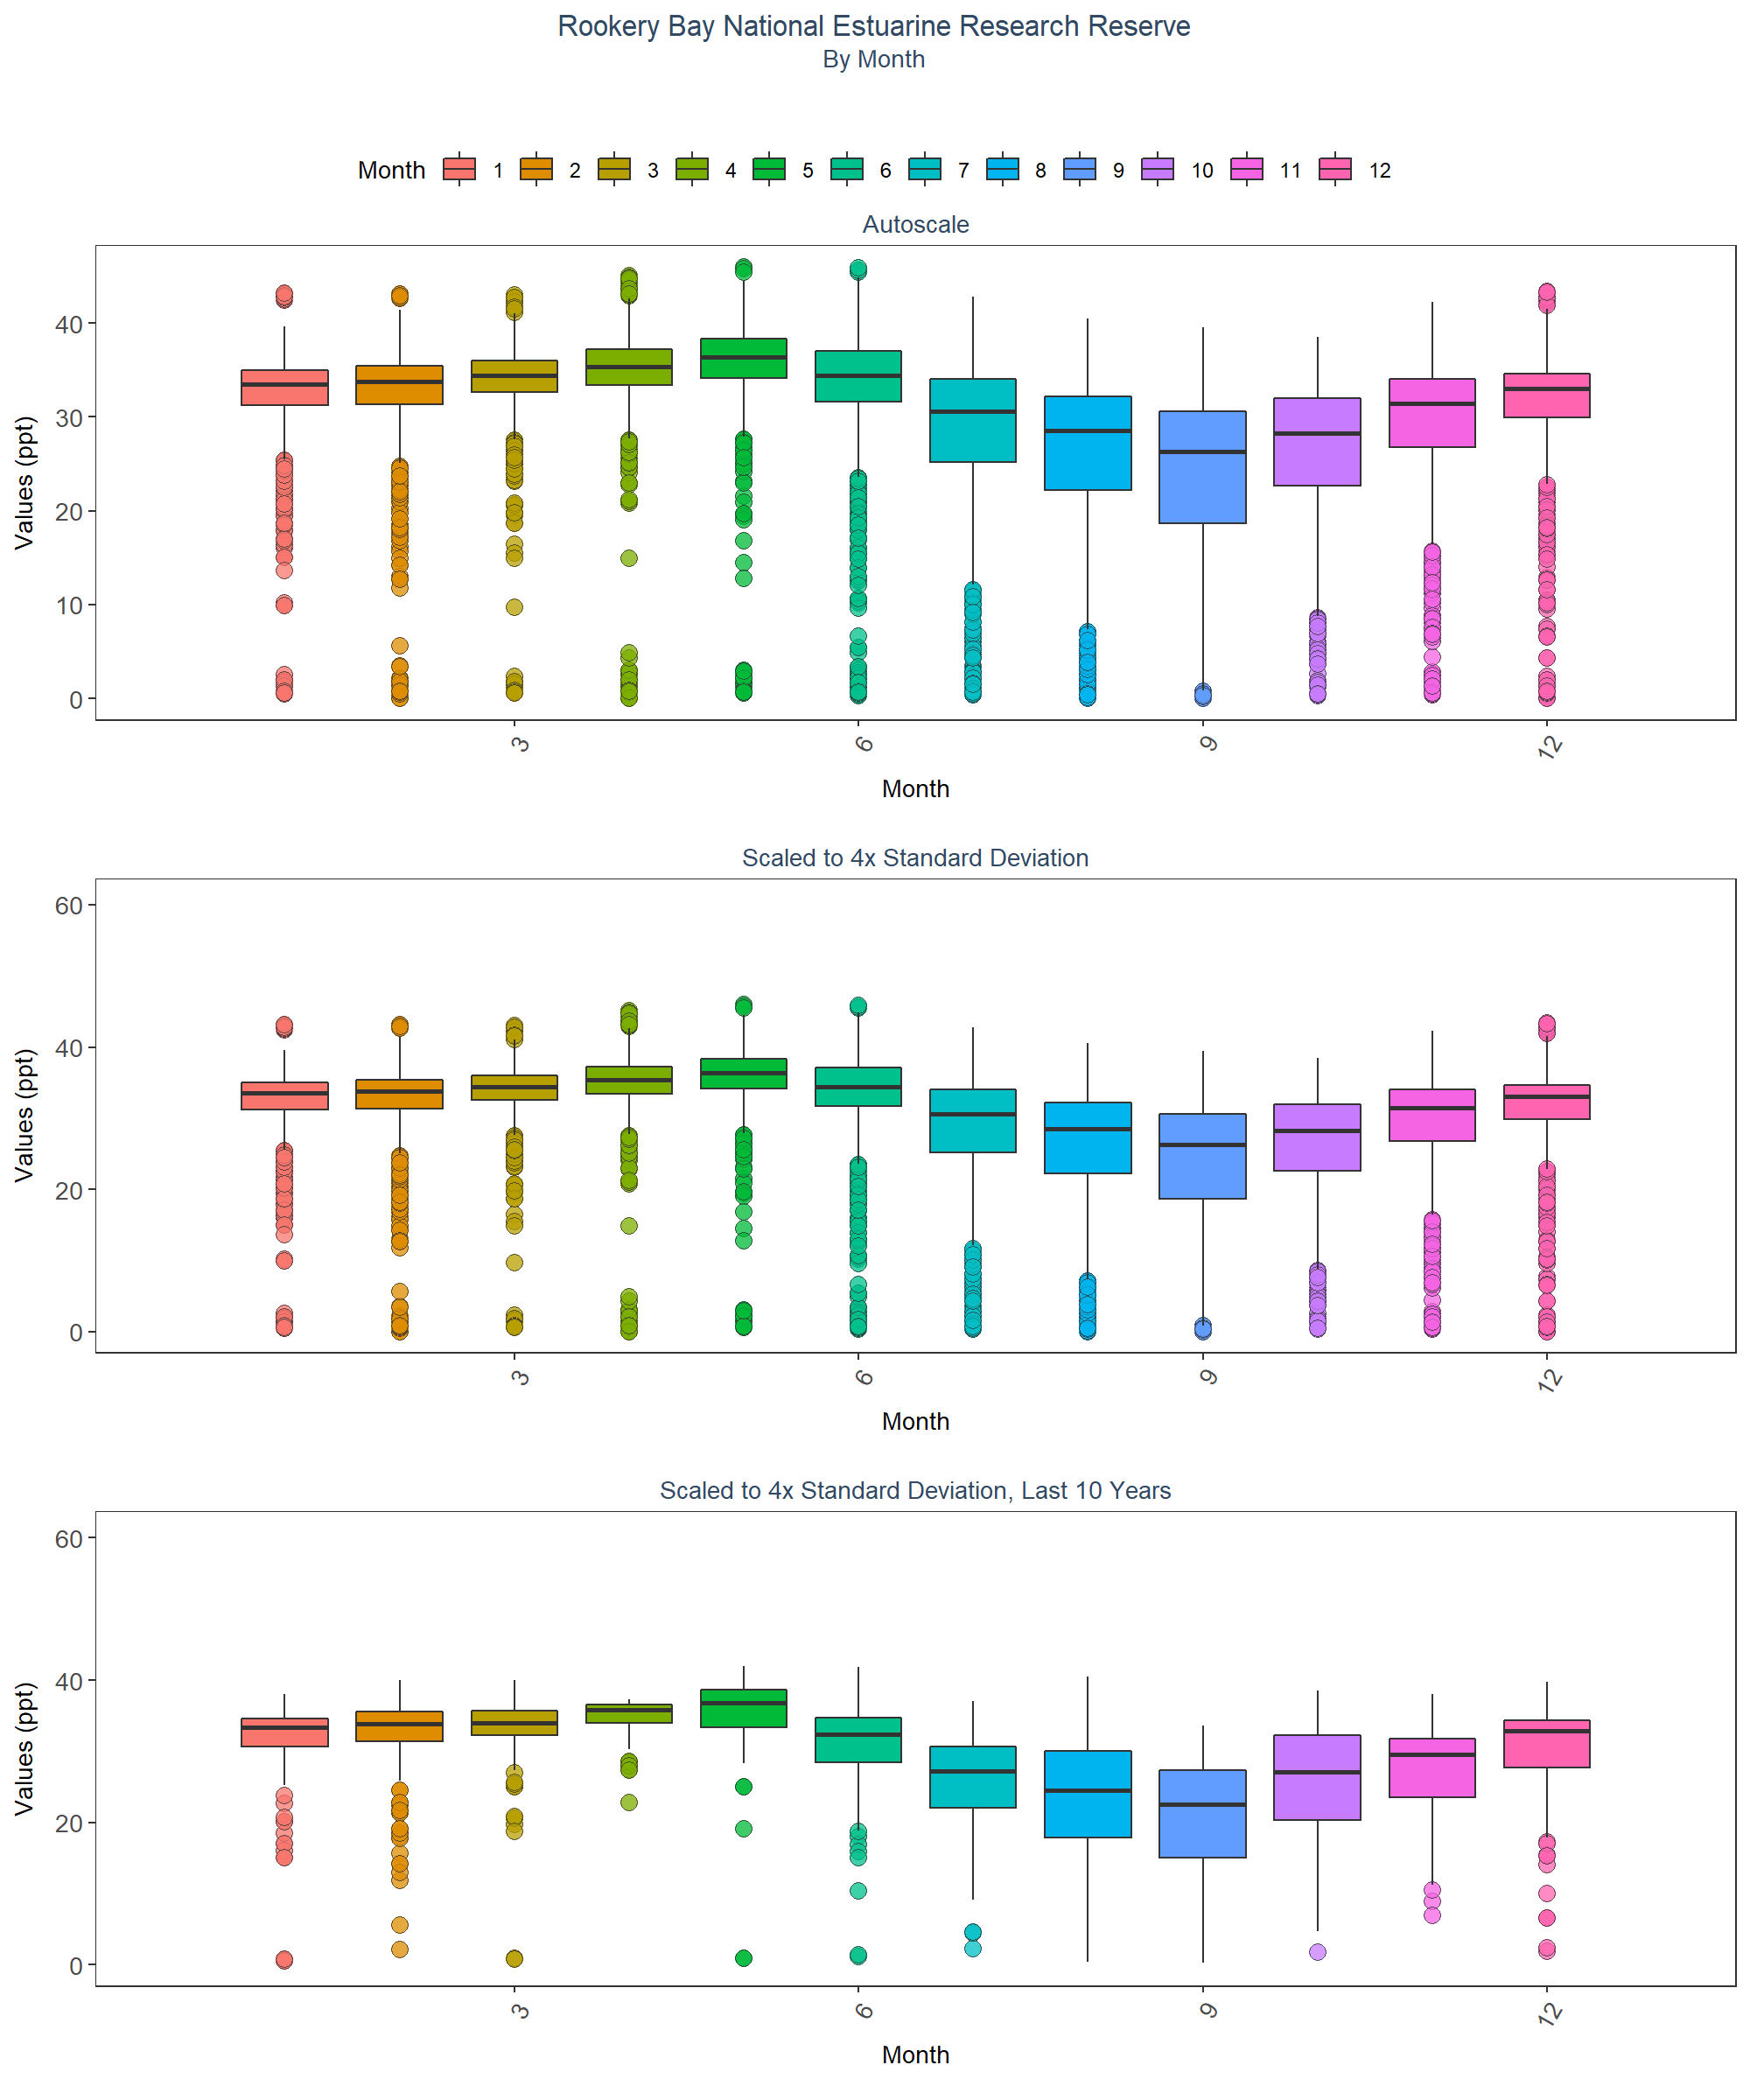 Rookery Bay National Estuarine Research Reserve
By Month
Month 1 2 3 4 5 6 7 8 9 10 11 12
Autoscale
Values (ppt)
40
30
20
10
0
3 6 9 12
Month
Scaled to 4x Standard Deviation
Values (ppt)
60
40
20
0
3 6 9 12
Month
Scaled to 4x Standard Deviation, Last 10 Years
Values (ppt)
60
40
20
0
3 6 9 12
Month